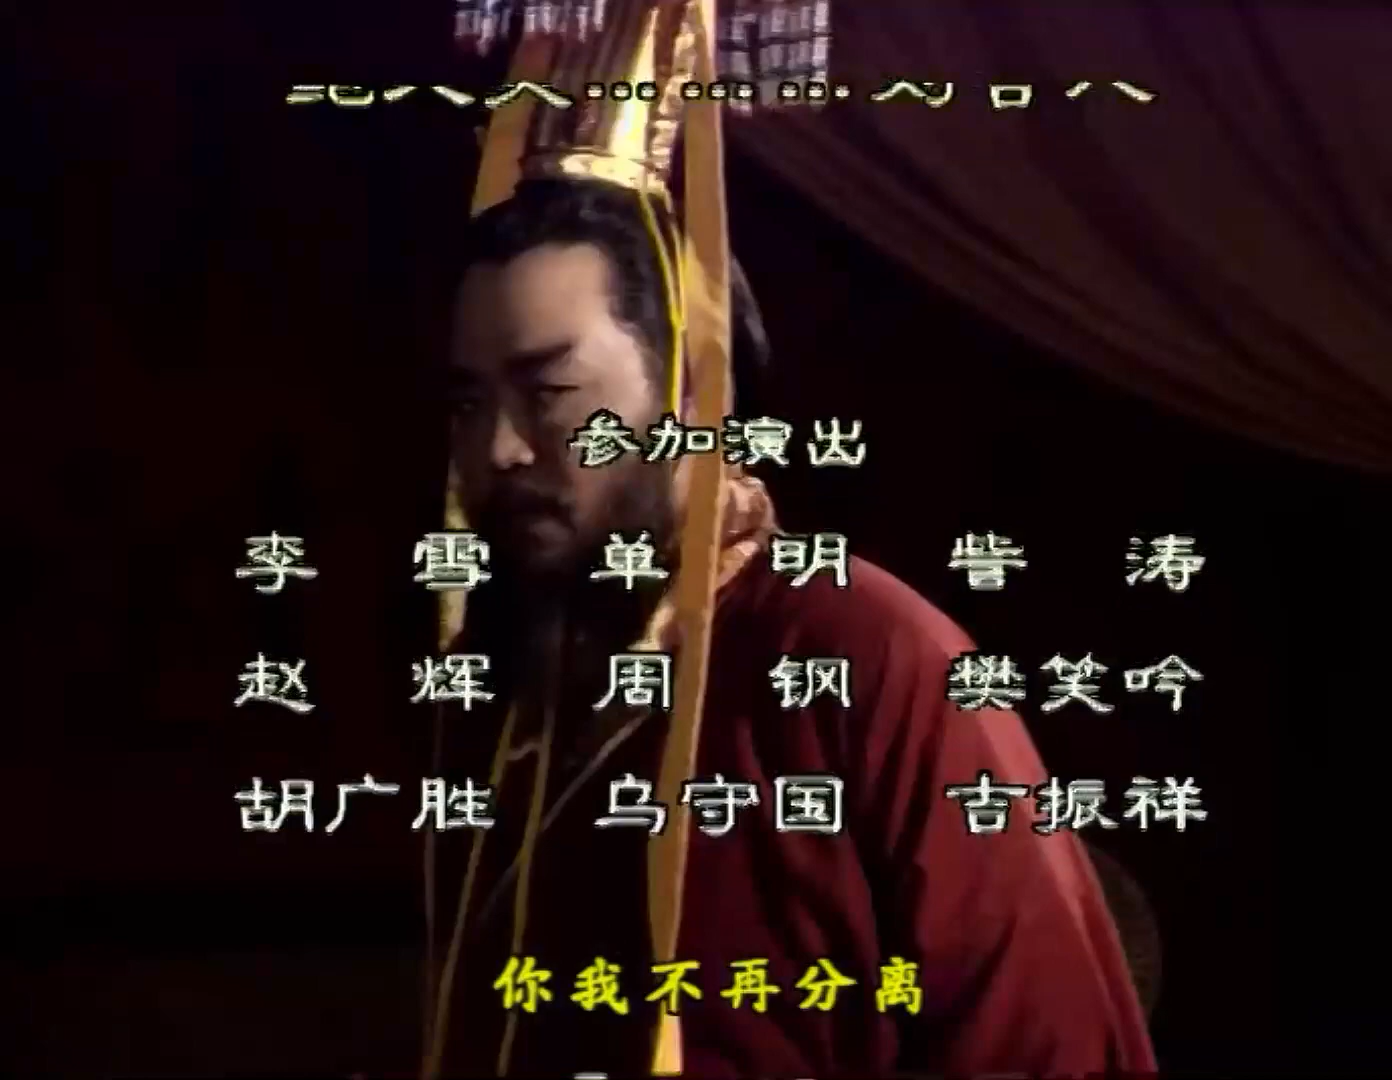 参加演出
李雪 单明 訾涛
赵辉 周钢 樊笑吟
胡广胜 乌守国 吉振祥
你我不再分离